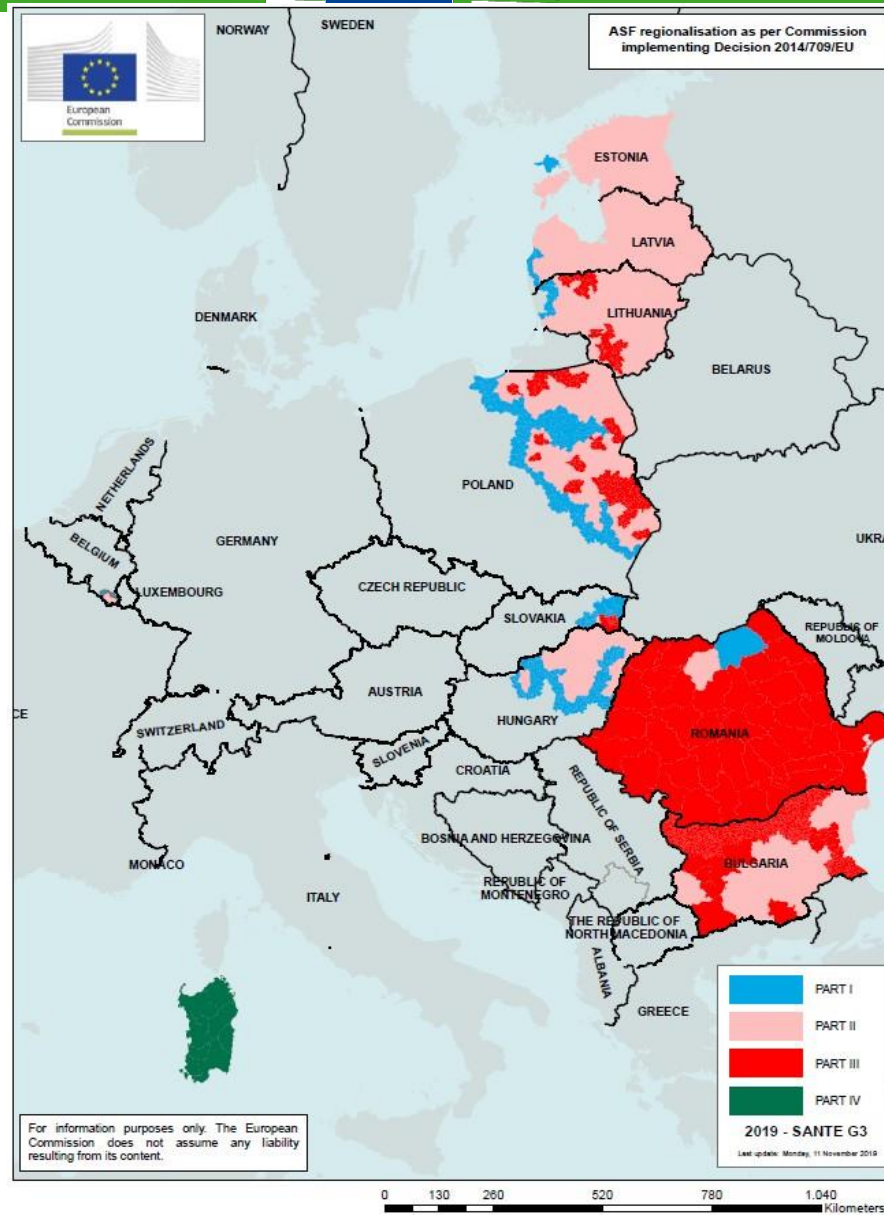 NORWAY
SWEDEN
ASF regionalisation as per Commission
implementing Decision 2014/709/EU
European
Commission
ESTONIA
LATVIA
LITHUANIA
DENMARK
BELARUS
NETHERLANDS
POLAND
BELGIUM
GERMANY
UKRA
LUXEMBOURG
CZECH REPUBLIC
SLOVAKIA
REPUBLIC OF
MOLDOVA
AUSTRIA
CE
SWITZERLAND
HUNGARY
ROMANIA
SLOVENIA
CROATIA
REPUBLIC OF SERBIA
BOSNIA AND HERZEGOVINA
MONACO
BULGARIA
ITALY
REPUBLIC OF
MONTENEGRO
THE REPUBLIC OF
NORTH MACEDONIA
ALBANIA
GREECE
PART I
PART II
PART III
PART IV
2019 - SANTE G3
Last update: Monday, 11 November 2019
For information purposes only. The European
Commission does not assume any liability
resulting from its content.
0 130 260 520 780 1.040
Kilometers